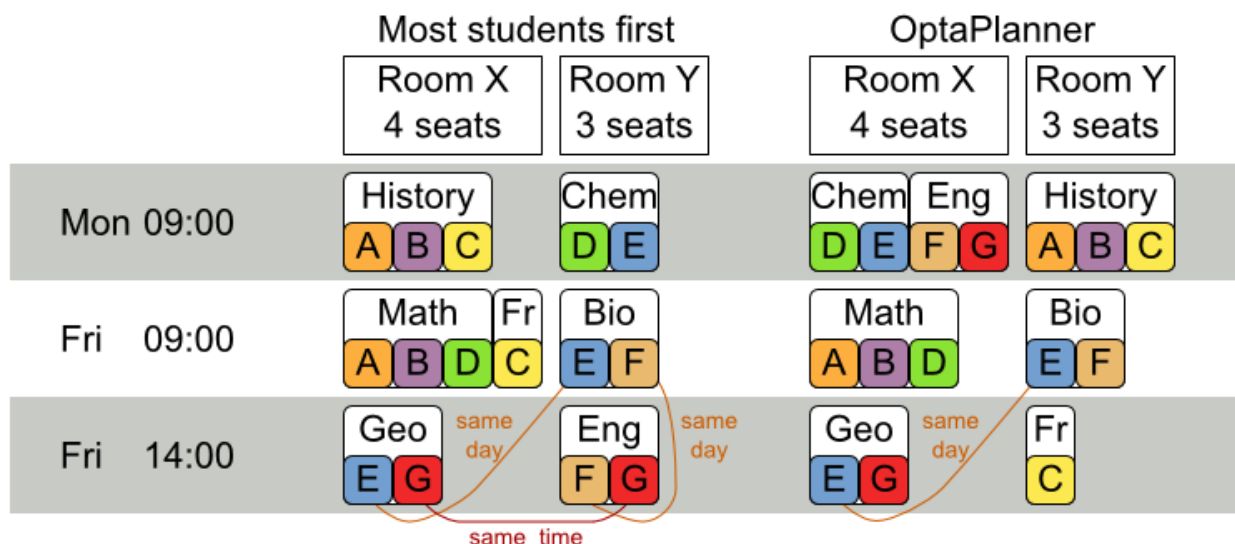 Most students first
OptaPlanner
Room X
4 seats
Room Y
3 seats
Room X
4 seats
Room Y
3 seats
Mon 09:00
History
A B C
Chem
D E
Chem Eng
D E F G
History
A B C
Fri 09:00
Math Fr
A B D C
Bio
E F
Math
A B D
Bio
E F
Fri 14:00
Geo
E G
same
day
Eng
F G
same
day
same time
Geo
E G
same
day
Fr
C